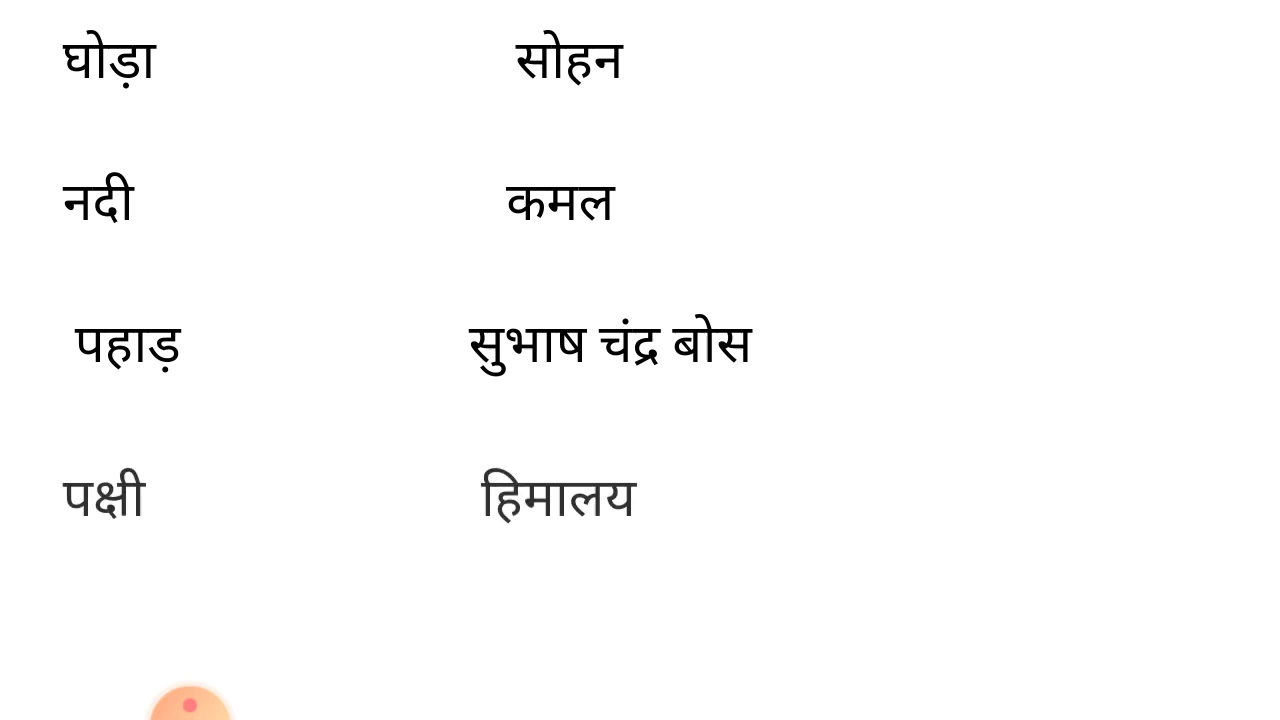 घोड़ा सोहन
नदी कमल
पहाड़ सुभाष चंद्र बोस
पक्षी हिमालय